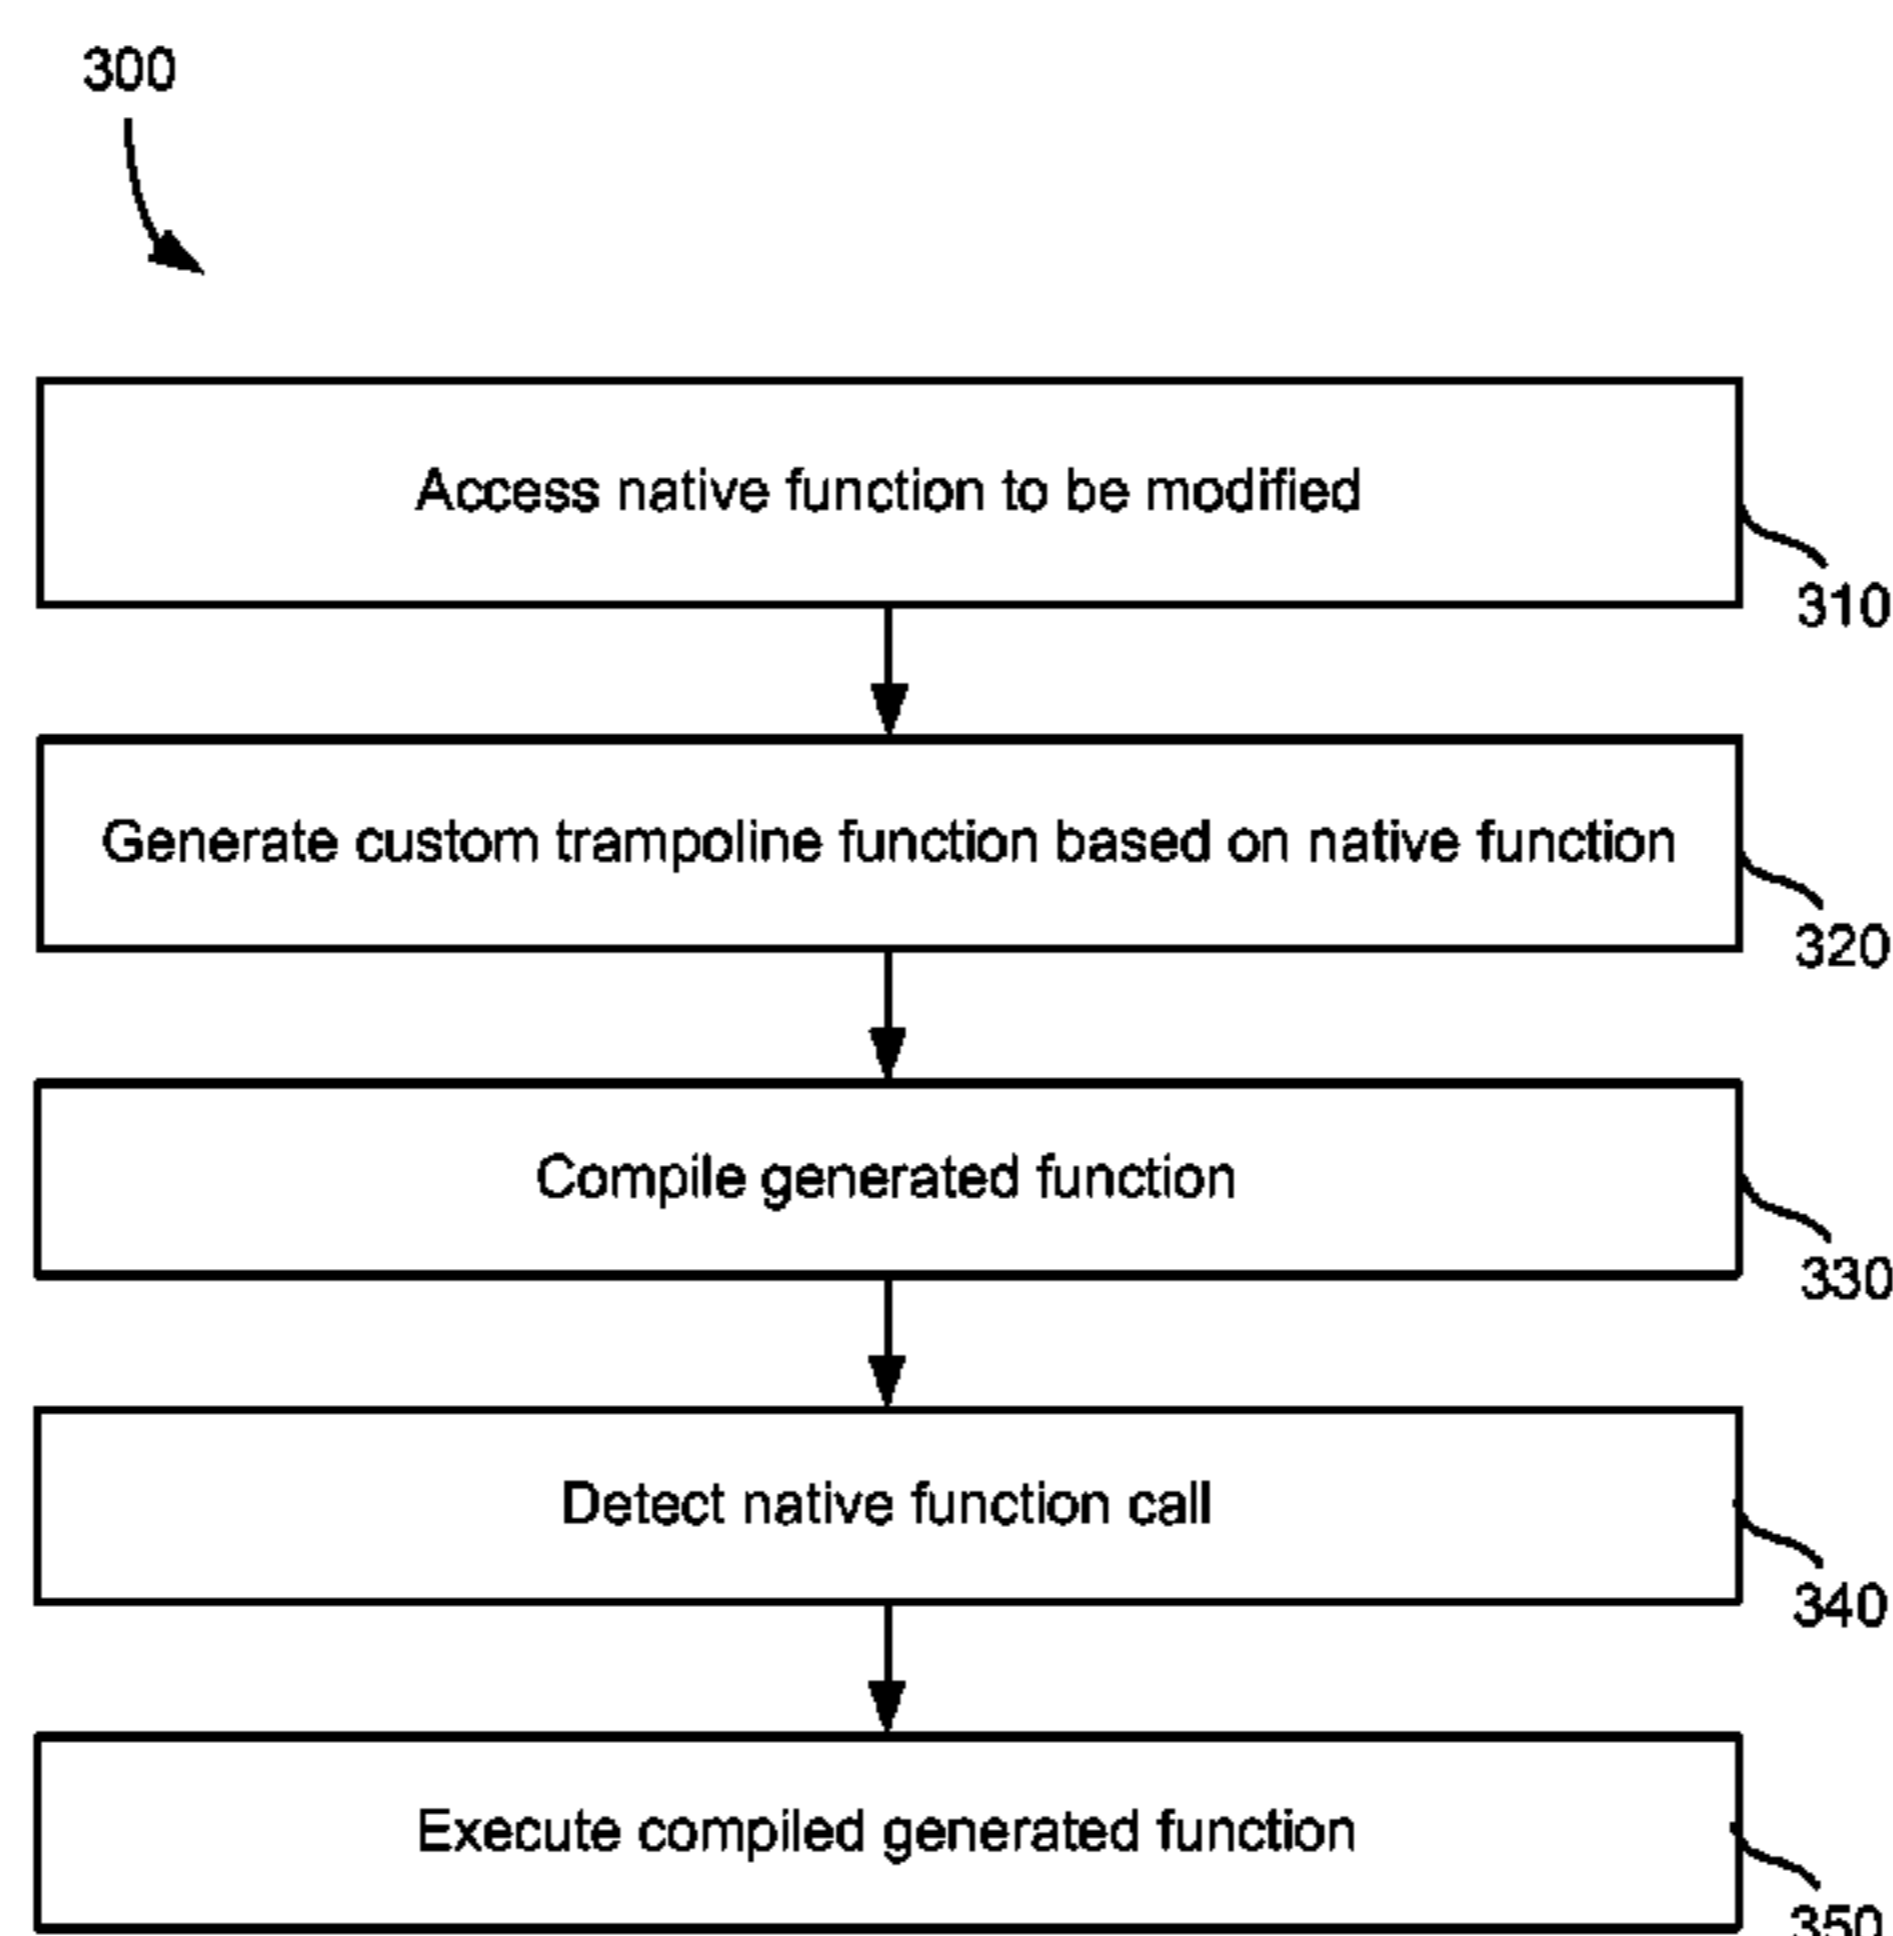 300
Access native function to be modified
310
Generate custom trampoline function based on native function
320
Compile generated function
330
Detect native function call
340
Execute compiled generated function
350